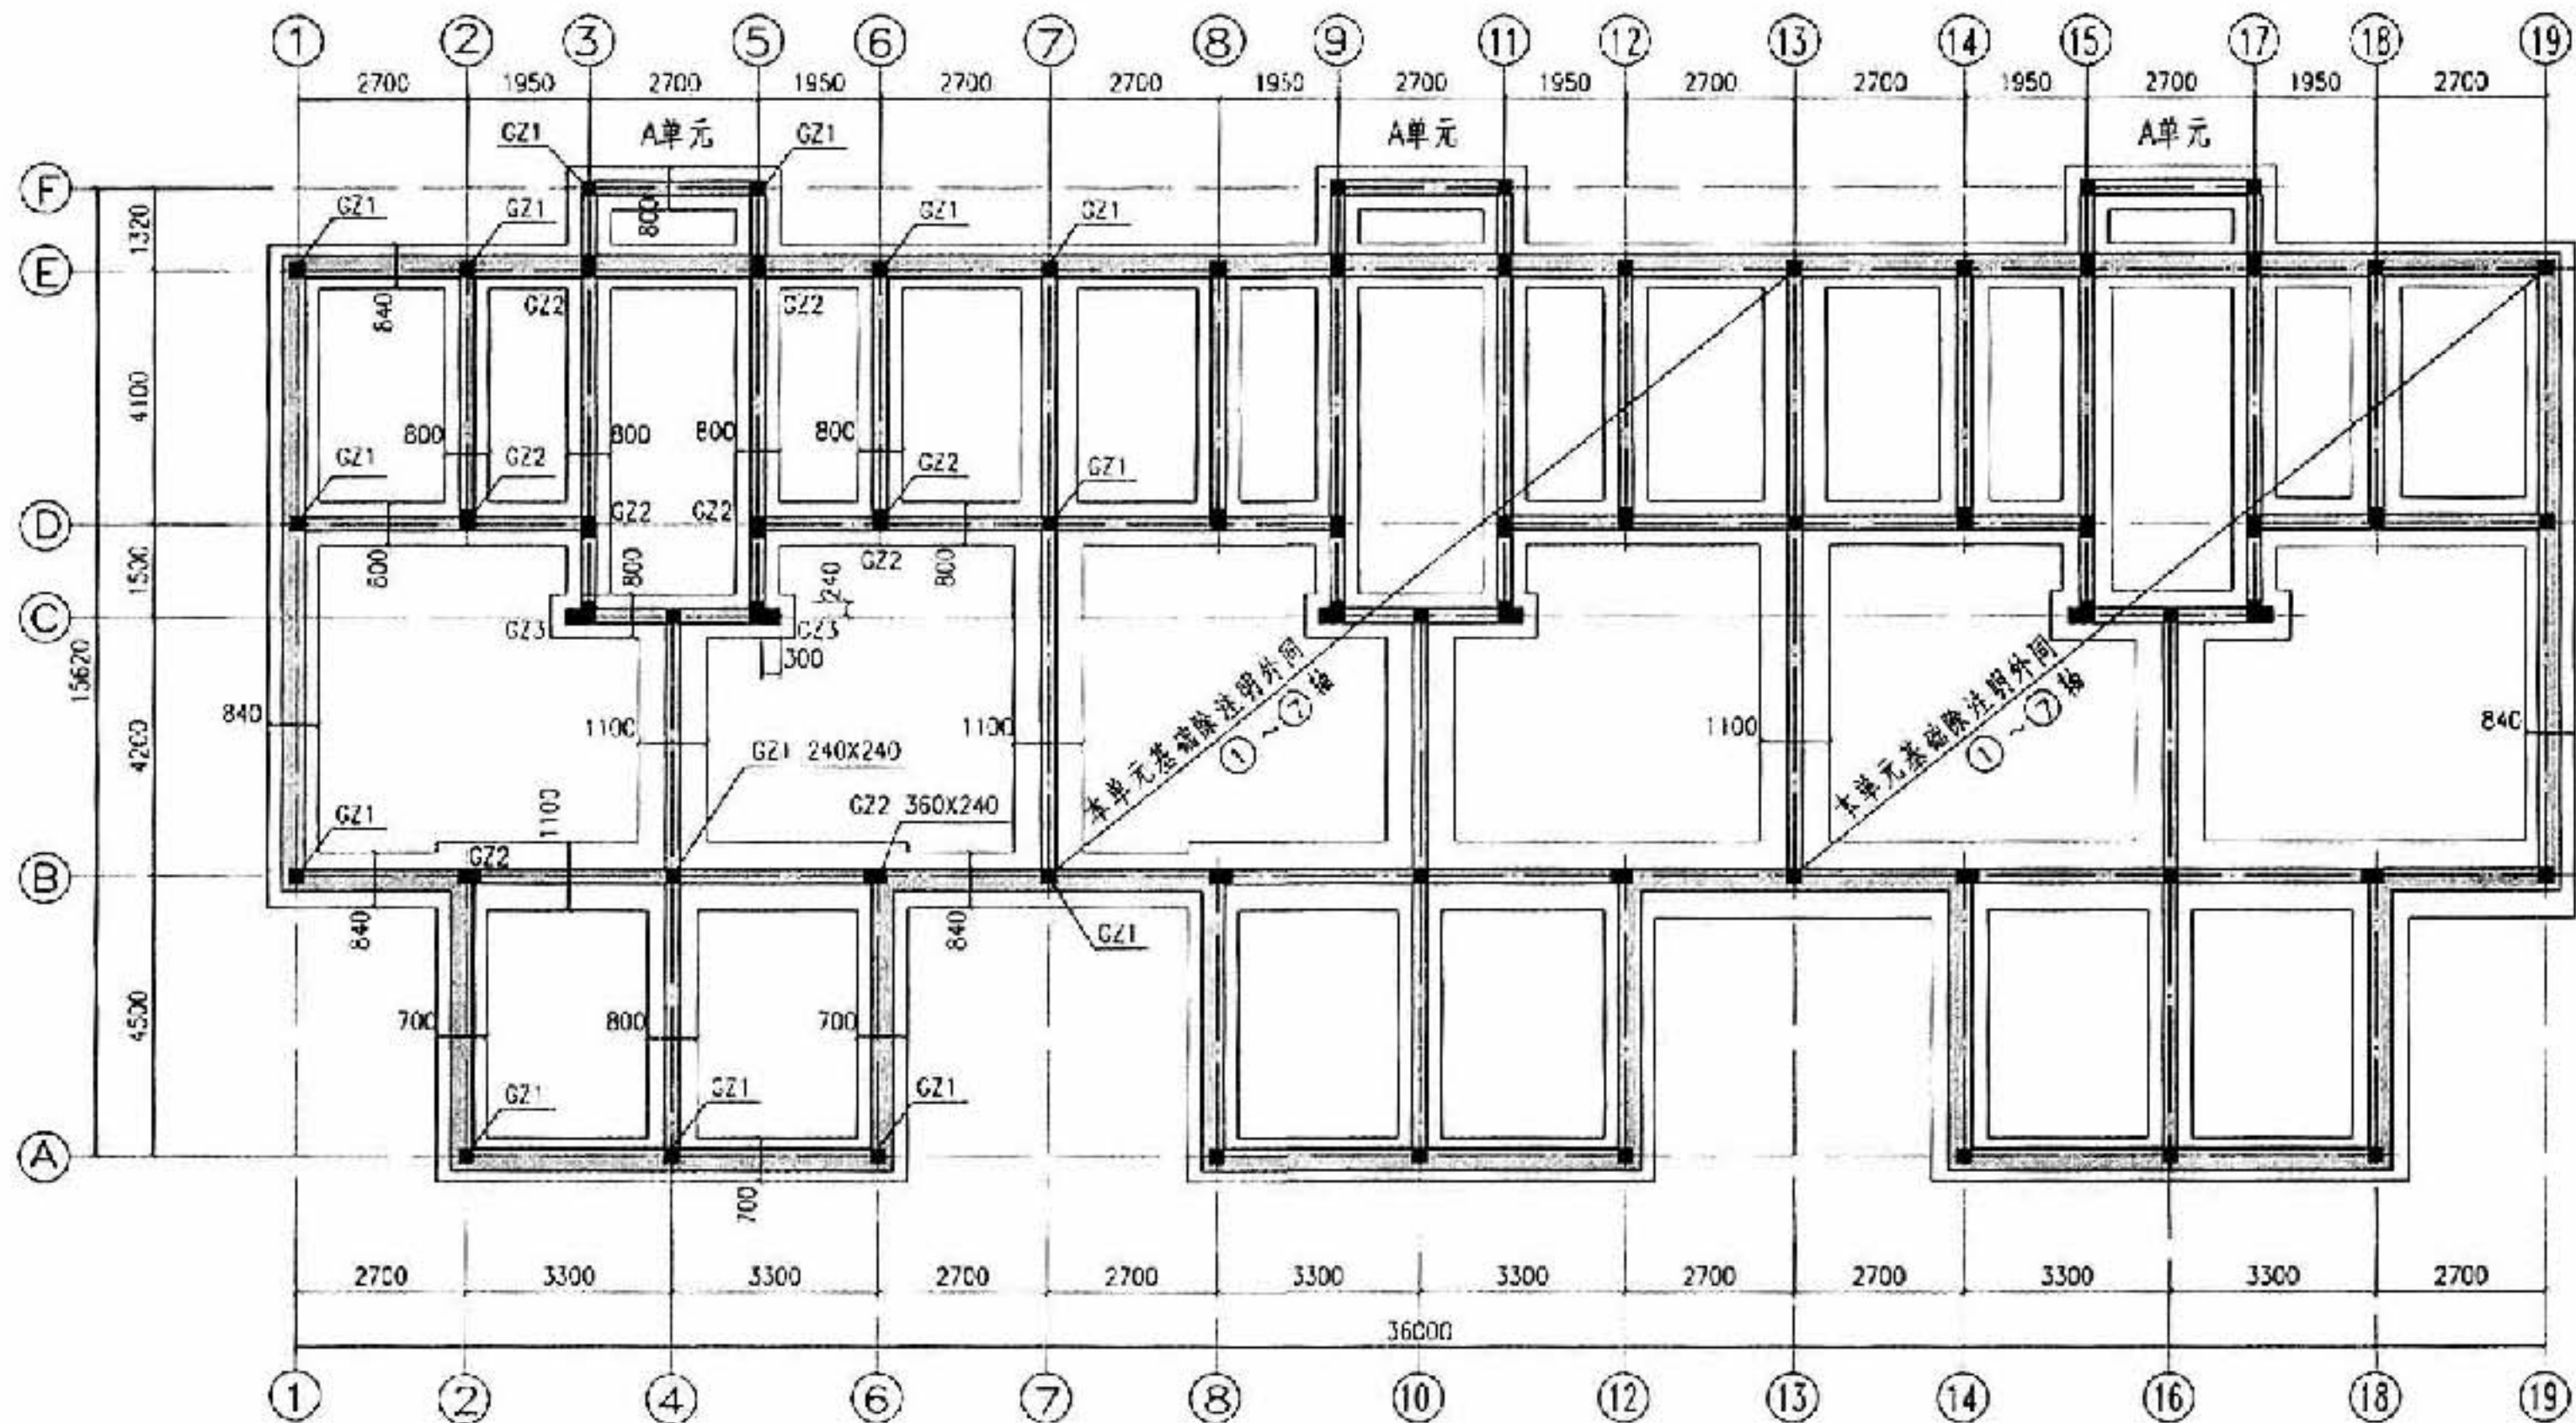 ① ② ③ ⑤ ⑥ ⑦ ⑧ ⑨ ⑪ ⑫ ⑬ ⑭ ⑮ ⑰ ⑱ ⑲
2700 1950 2700 1950 2700 2700 1950 2700 1950 2700 2700 1950 2700 1950 2700
GZ1 A单元 GZ1 A单元 A单元
F
GZ1 GZ1 800 GZ1 GZ1
1320
E
840 GZ2 GZ2
4100
800 800 800 800
GZ1 GZ2 GZ2 GZ1
D
GZ2 GZ2
600 800 GZ2 800
1500
240
C
GZ3 GZ3
300
15620
840 1100 1100 1100 840
本单元基础除注明外同
①~⑦轴
本单元基础除注明外同
①~⑦轴
4200
GZ1 240X240
GZ2 360X240
GZ1 1100
B
GZ2
840 840 GZ1
4500
700 800 700
GZ1 GZ1 GZ1
A
700
2700 3300 3300 2700 2700 3300 3300 2700 2700 3300 3300 2700
36000
① ② ④ ⑥ ⑦ ⑧ ⑩ ⑫ ⑬ ⑭ ⑯ ⑱ ⑲